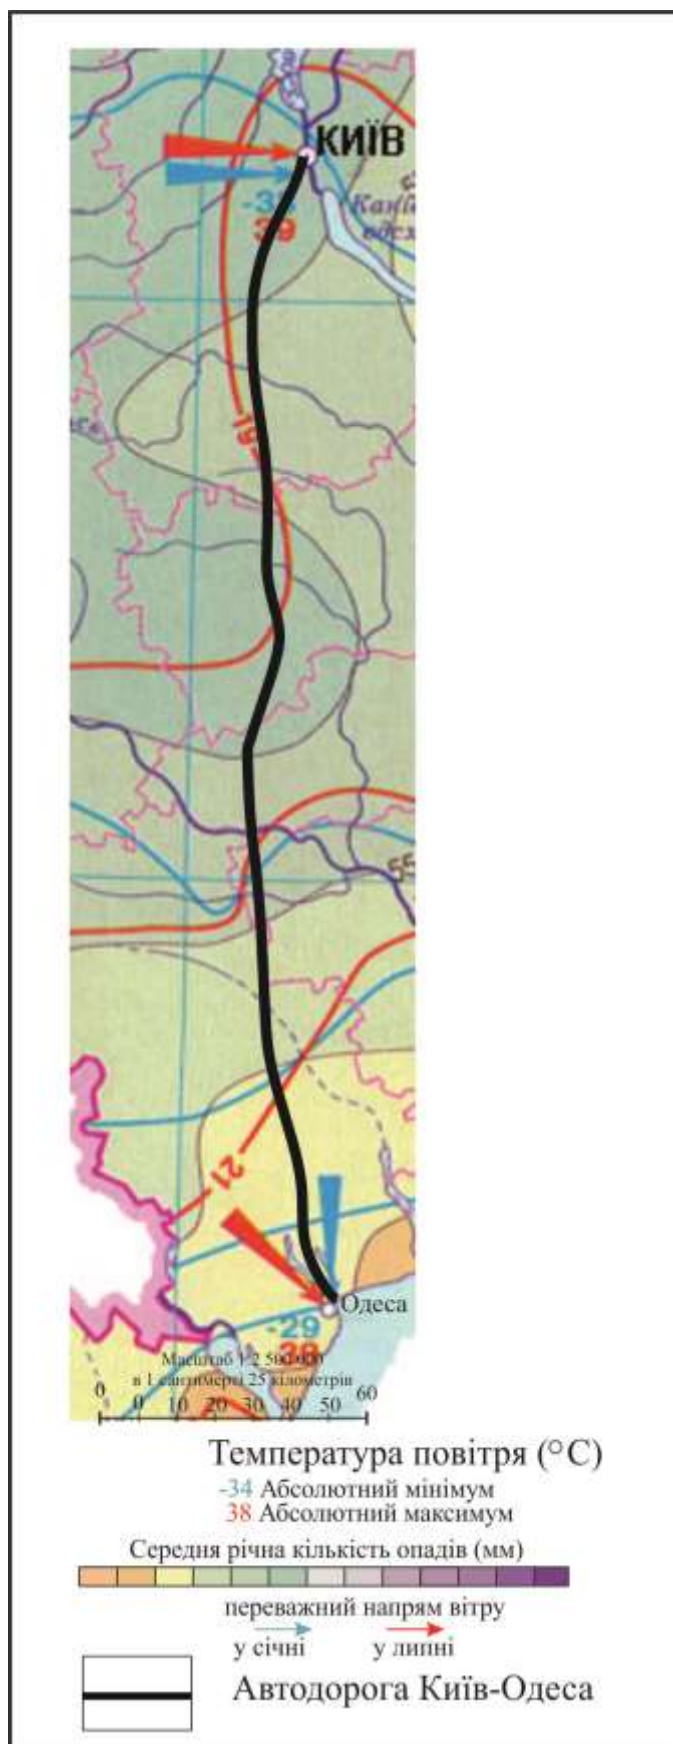 КИЇВ
39
19
55
21
Одеса
-29
38
Масштаб 1:2 500 000
в 1 сантиметрі 25 кілометрів
0 0 10 20 30 40 50 60
Температура повітря (°C)
-34 Абсолютний мінімум
38 Абсолютний максимум
Середня річна кількість опадів (мм)
переважний напрям вітру
у січні у липні
Автодорога Київ-Одеса